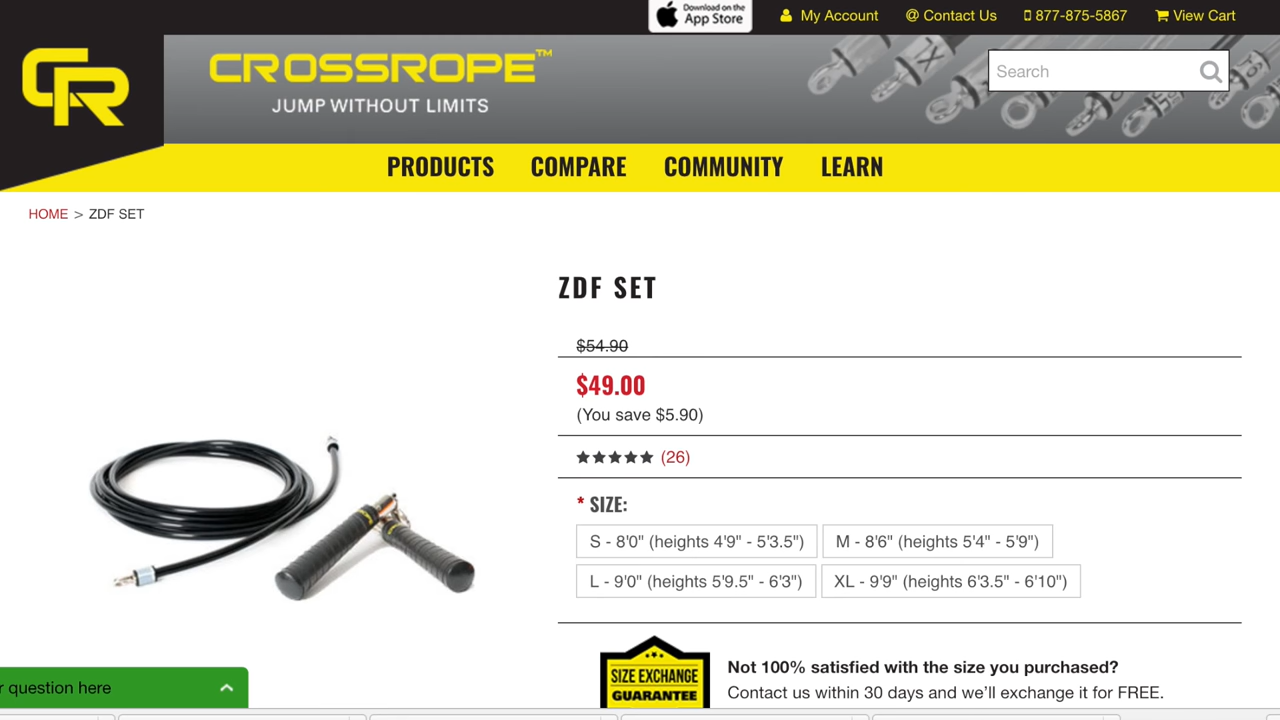 Download on the
App Store
My Account
@ Contact Us
877-875-5867
View Cart
CR
CROSSROPE™
JUMP WITHOUT LIMITS
Search
PRODUCTS
COMPARE
COMMUNITY
LEARN
HOME > ZDF SET
ZDF SET
$54.90
$49.00
(You save $5.90)
★★★★★ (26)
* SIZE:
S - 8'0" (heights 4'9" - 5'3.5")
M - 8'6" (heights 5'4" - 5'9")
L - 9'0" (heights 5'9.5" - 6'3")
XL - 9'9" (heights 6'3.5" - 6'10")
SIZE EXCHANGE
GUARANTEE
Not 100% satisfied with the size you purchased?
Contact us within 30 days and we'll exchange it for FREE.
r question here